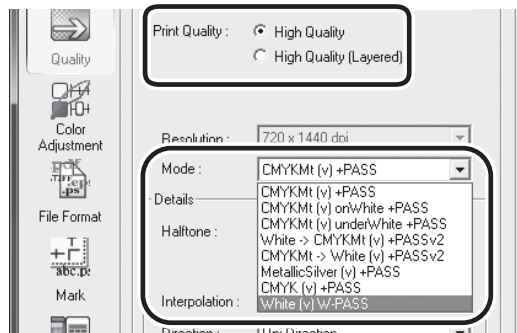 Print Quality :
High Quality
High Quality (Layered)
Quality
Color
Adjustment
Resolution :
720 x 1440 dpi
Mode :
CMYKMt (v) +PASS
Details
CMYKMt (v) +PASS
CMYKMt (v) onWhite +PASS
CMYKMt (v) underWhite +PASS
White -> CMYKMt (v) +PASSv2
CMYKMt -> White (v) +PASSv2
MetallicSilver (v) +PASS
CMYK (v) +PASS
White (v) W-PASS
Halftone :
Interpolation :
File Format
Mark
Direction :
Uni Direction